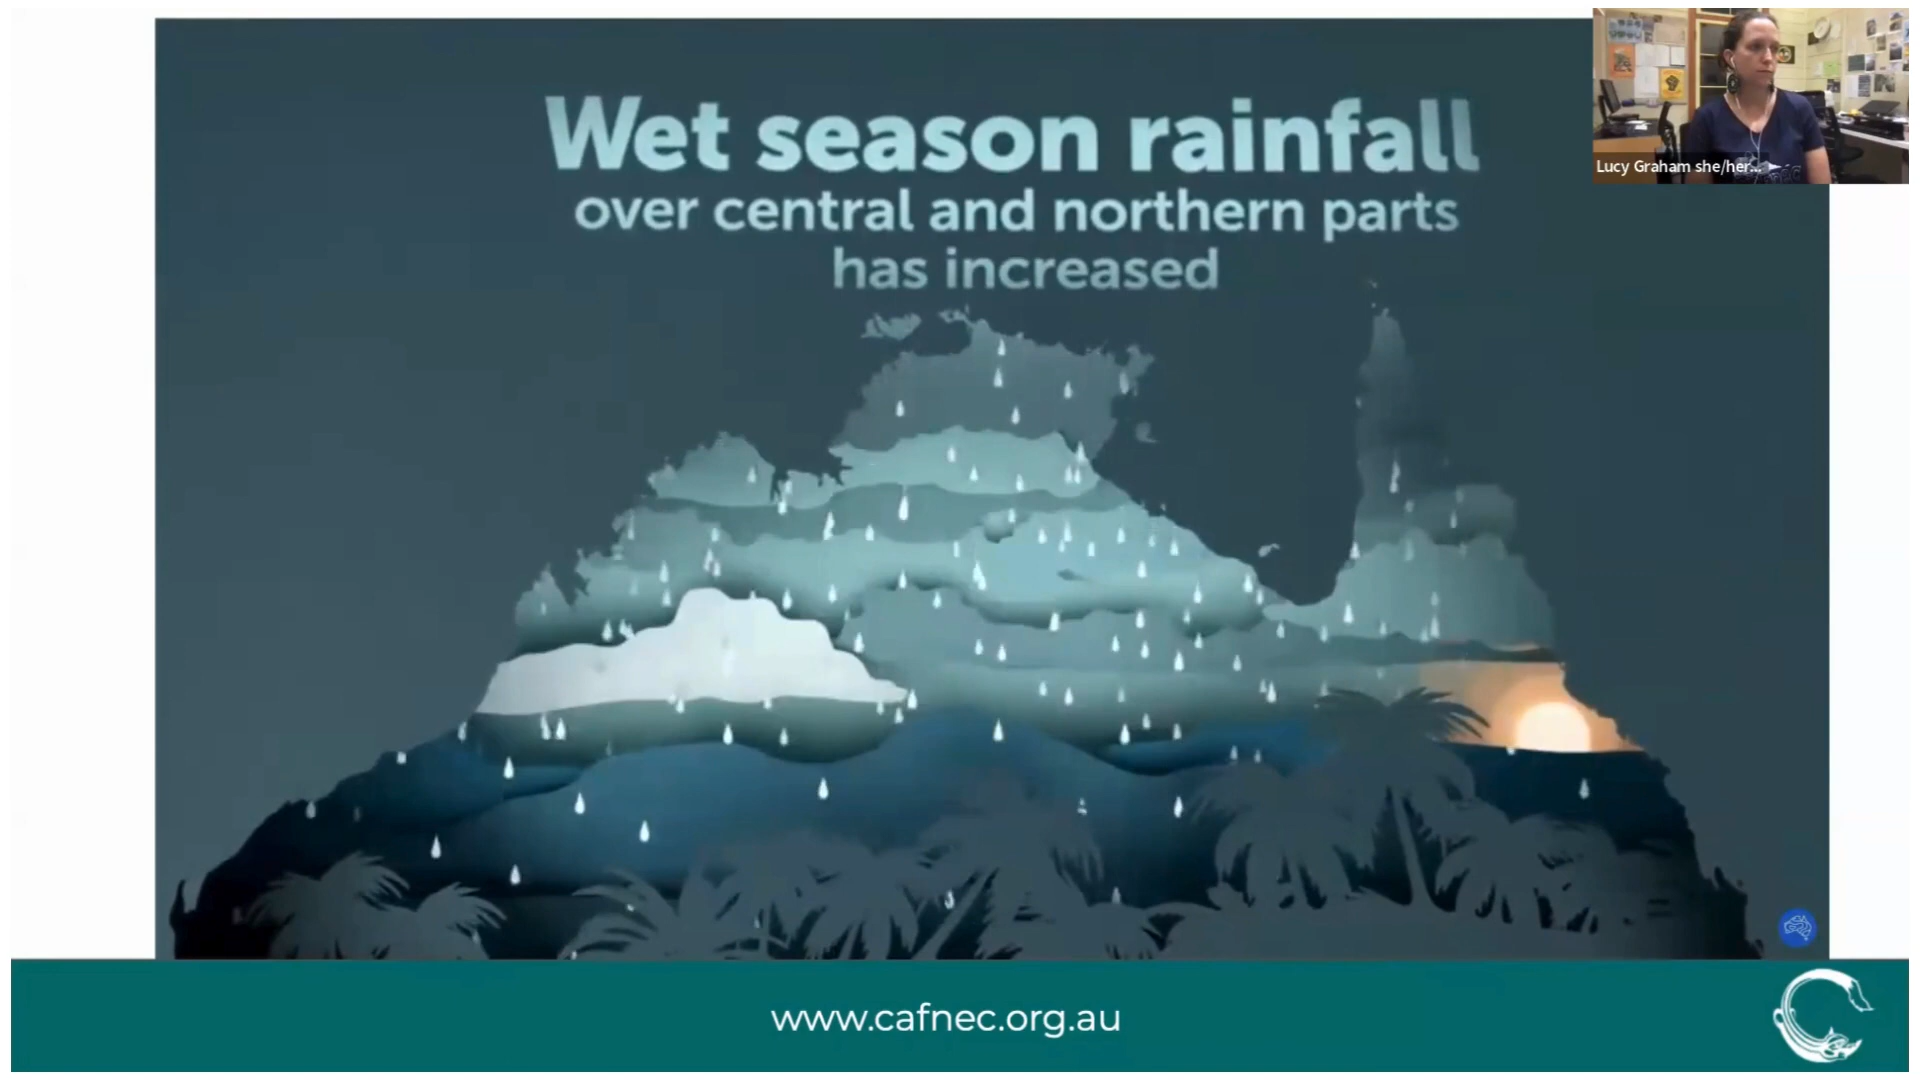 Wet season rainfall
over central and northern parts
has increased
Lucy Graham she/her...
www.cafnec.org.au